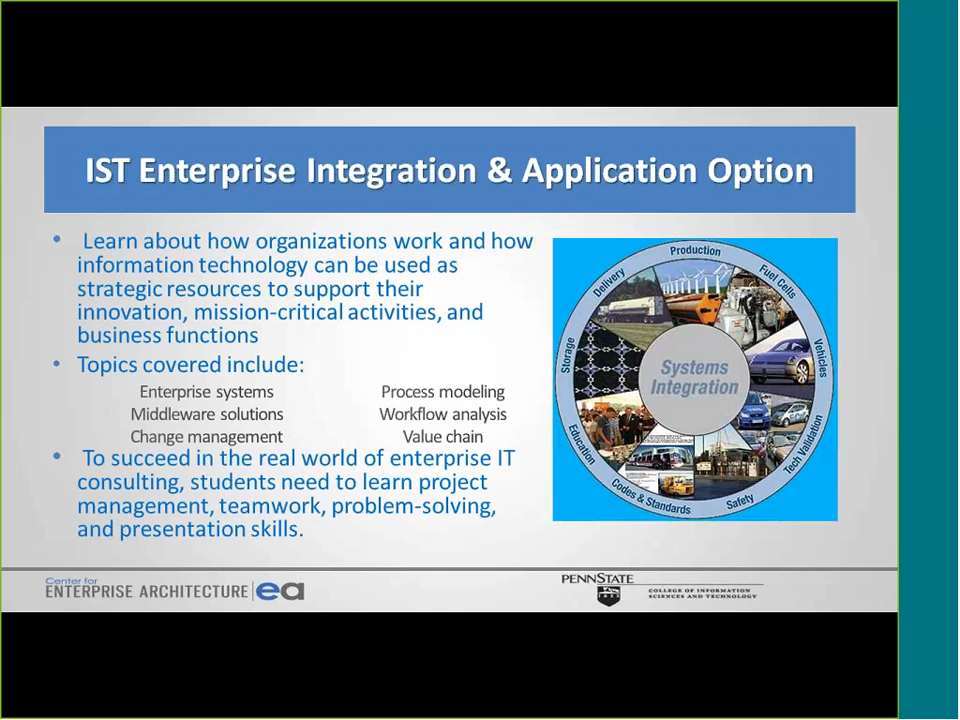 IST Enterprise Integration & Application Option
• Learn about how organizations work and how
information technology can be used as
strategic resources to support their
innovation, mission-critical activities, and
business functions
• Topics covered include:
Enterprise systems Process modeling
Middleware solutions Workflow analysis
Change management Value chain
• To succeed in the real world of enterprise IT
consulting, students need to learn project
management, teamwork, problem-solving,
and presentation skills.
Production
Fuel Cells
Vehicles
Tech Validation
Safety
Codes & Standards
Education
Storage
Delivery
Systems
Integration
Center for
ENTERPRISE ARCHITECTURE
ea
PENNSTATE
1855
COLLEGE OF INFORMATION
SCIENCES AND TECHNOLOGY